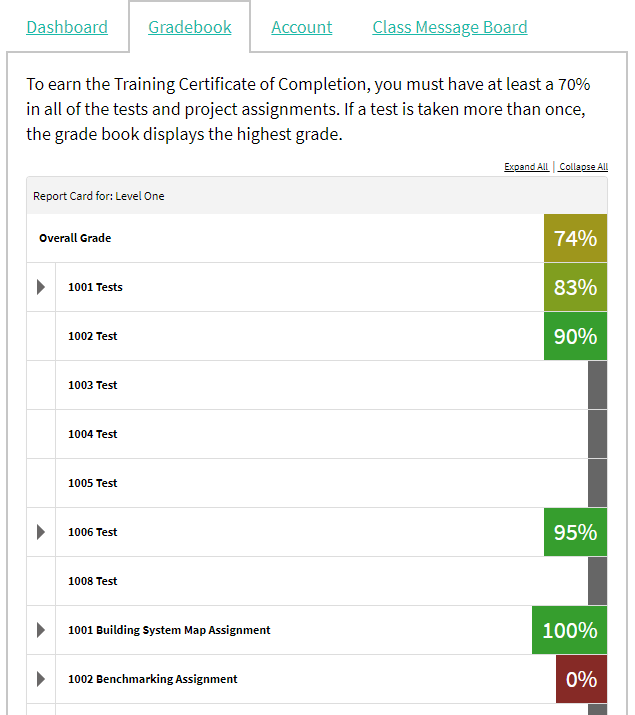 Dashboard Gradebook Account Class Message Board
To earn the Training Certificate of Completion, you must have at least a 70%
in all of the tests and project assignments. If a test is taken more than once,
the grade book displays the highest grade.
Expand All | Collapse All
Report Card for: Level One
Overall Grade 74%
1001 Tests 83%
1002 Test 90%
1003 Test
1004 Test
1005 Test
1006 Test 95%
1008 Test
1001 Building System Map Assignment 100%
1002 Benchmarking Assignment 0%